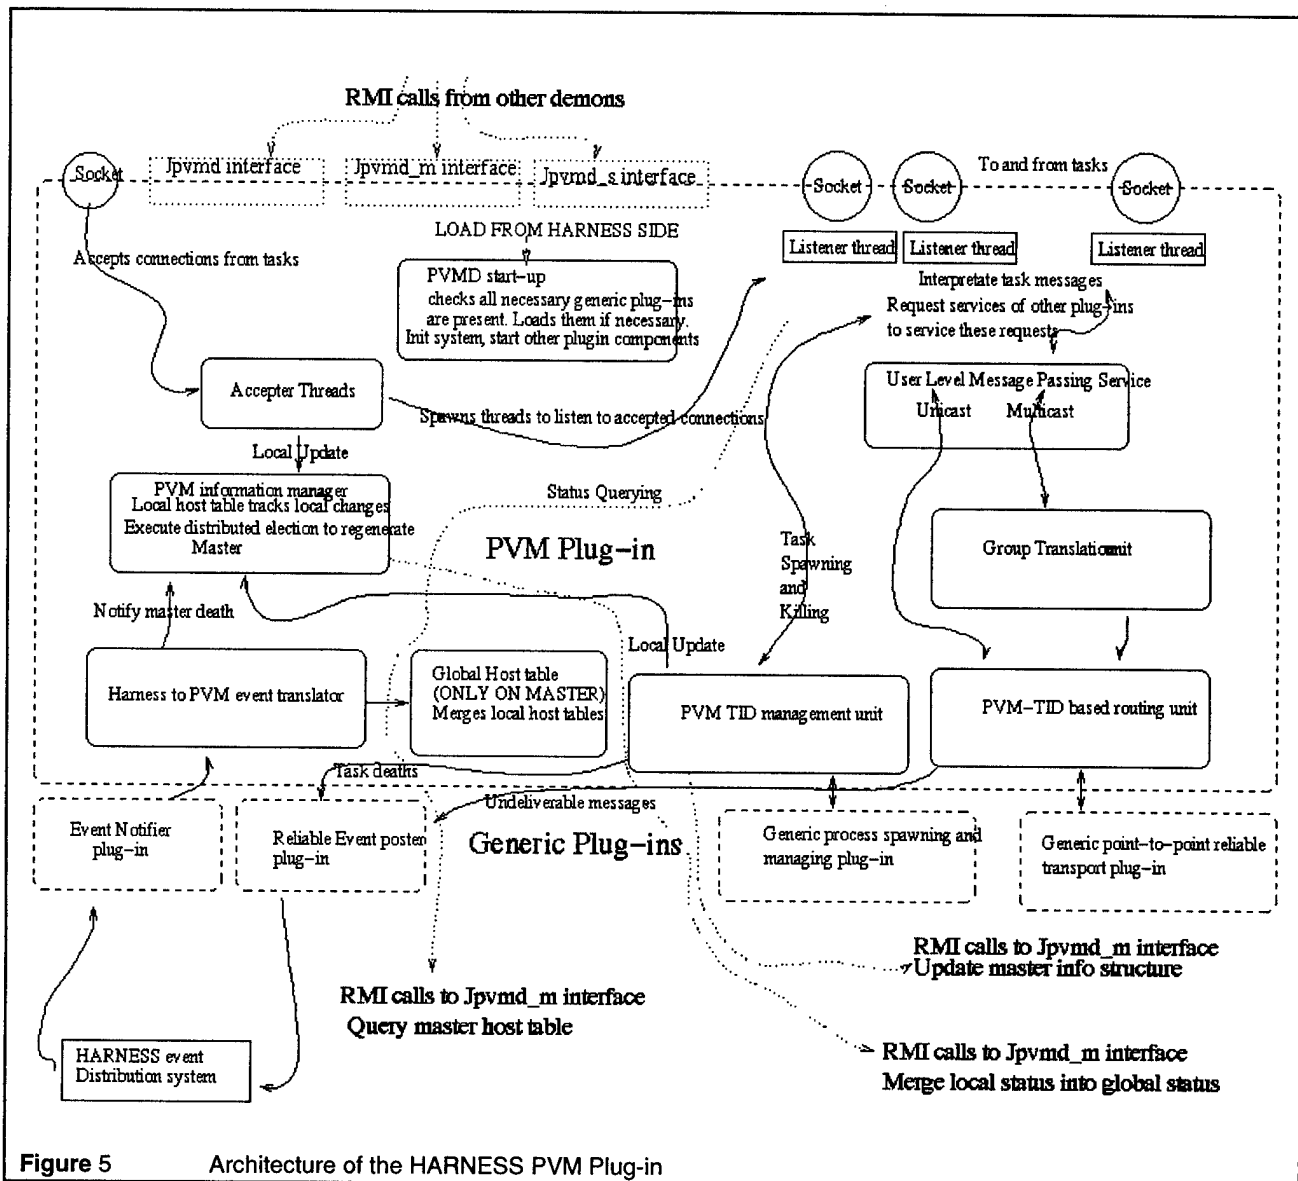 RMI calls from other demons
Socket
Jpvmd interface
Jpvmd_m interface
Jpvmd_s interface
Socket
Socket
To and from tasks
Socket
LOAD FROM HARNESS SIDE
Listener thread
Listener thread
Listener thread
Accepts connections from tasks
PVMD start-up
checks all necessary generic plug-ins
are present. Loads them if necessary.
Init system, start other plugin components
Interpretate task messages
Request services of other plug-ins
to service these requests
Accepter Threads
Spawns threads to listen to accepted connections
User Level Message Passing Service
Unicast
Multicast
Local Update
PVM information manager
Local host table tracks local changes
Execute distributed election to regenerate
Master
Status Querying
PVM Plug-in
Task
Spawning
and
Killing
Group Translationunit
Notify master death
Local Update
Harness to PVM event translator
Global Host table
(ONLY ON MASTER)
Merges local host tables
PVM TID management unit
PVM-TID based routing unit
Task deaths
Undeliverable messages
Event Notifier
plug-in
Reliable Event poster
plug-in
Generic Plug-ins
Generic process spawning and
managing plug-in
Generic point-to-point reliable
transport plug-in
RMI calls to Jpvmd_m interface
Update master info structure
RMI calls to Jpvmd_m interface
Query master host table
HARNESS event
Distribution system
RMI calls to Jpvmd_m interface
Merge local status into global status
Figure 5 Architecture of the HARNESS PVM Plug-in